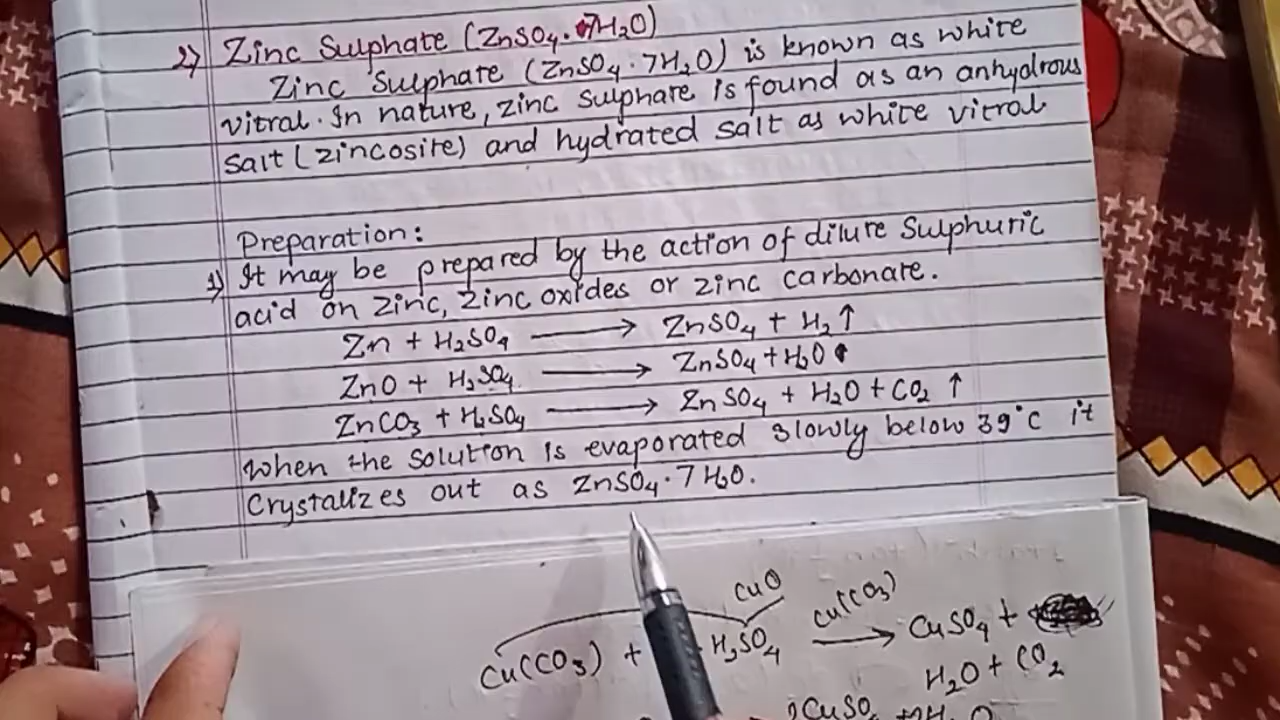 2) Zinc Sulphate (ZnSO₄·7H₂O)
Zinc Sulphate (ZnSO₄·7H₂O) is known as white
vitral. In nature, zinc sulphate is found as an anhydrous
salt (zincosite) and hydrated salt as white vitral
Preparation:
1) It may be prepared by the action of dilute Sulphuric
acid on zinc, zinc oxides or zinc carbonate.
Zn + H₂SO₄ → ZnSO₄ + H₂↑
ZnO + H₂SO₄ → ZnSO₄ + H₂O
ZnCO₃ + H₂SO₄ → ZnSO₄ + H₂O + CO₂ ↑
When the solution is evaporated slowly below 39°C it
Crystalizes out as ZnSO₄·7H₂O.
CuO
Cu(CO₃)
Cu(CO₃) + H₂SO₄ → CuSO₄ +
H₂O + CO₂
CuSO₄